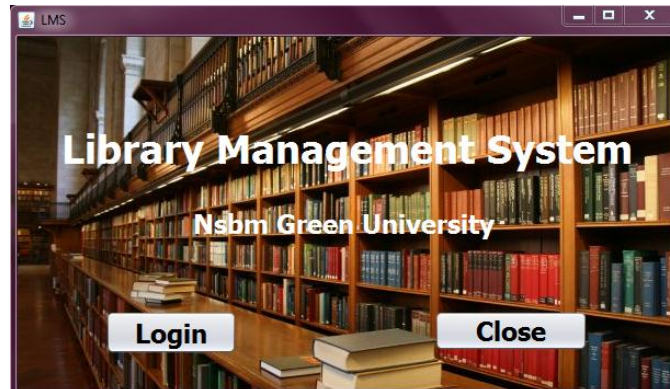 LMS
Library Management System
Nsbm Green University
Login
Close